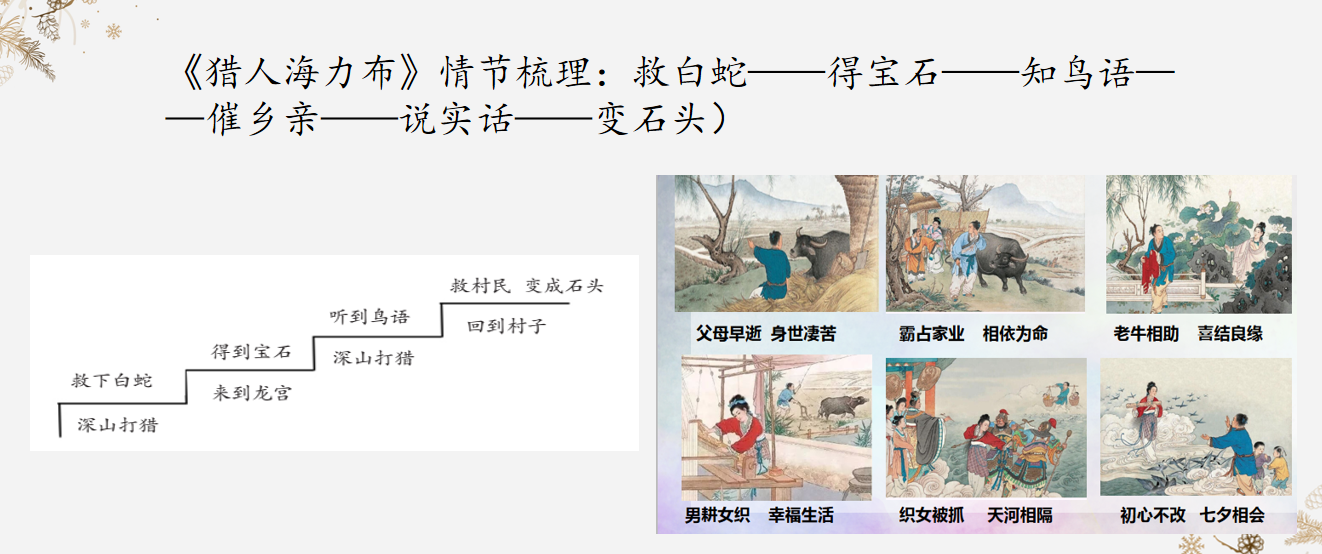 《猎人海力布》情节梳理：救白蛇——得宝石——知鸟语—
—催乡亲——说实话——变石头）
救村民 变成石头
听到鸟语
回到村子
得到宝石
深山打猎
救下白蛇
来到龙宫
深山打猎
父母早逝 身世凄苦
霸占家业 相依为命
老牛相助 喜结良缘
男耕女织 幸福生活
织女被抓 天河相隔
初心不改 七夕相会